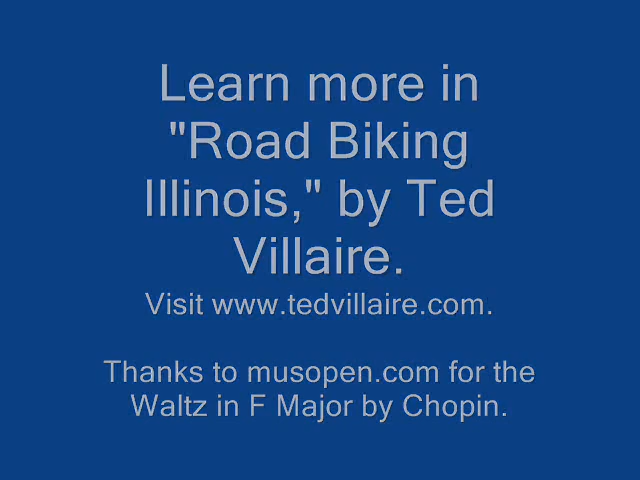 Learn more in
"Road Biking
Illinois," by Ted
Villaire.
Visit www.tedvillaire.com.
Thanks to musopen.com for the
Waltz in F Major by Chopin.